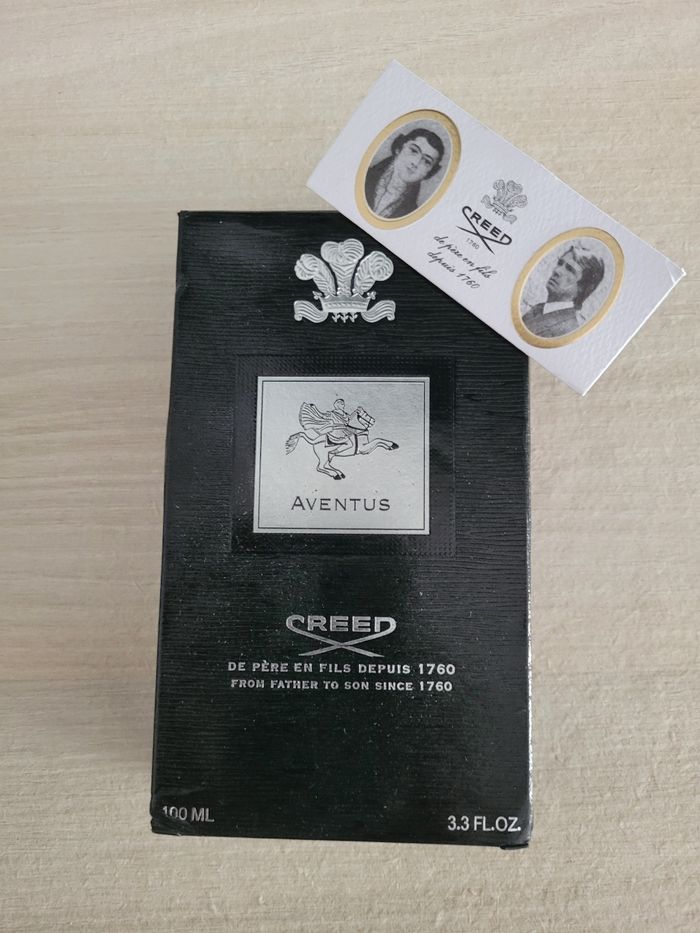 CREED
1760
de père en fils
depuis 1760
AVENTUS
CREED
DE PÈRE EN FILS DEPUIS 1760
FROM FATHER TO SON SINCE 1760
100 ML
3.3 FL.OZ.